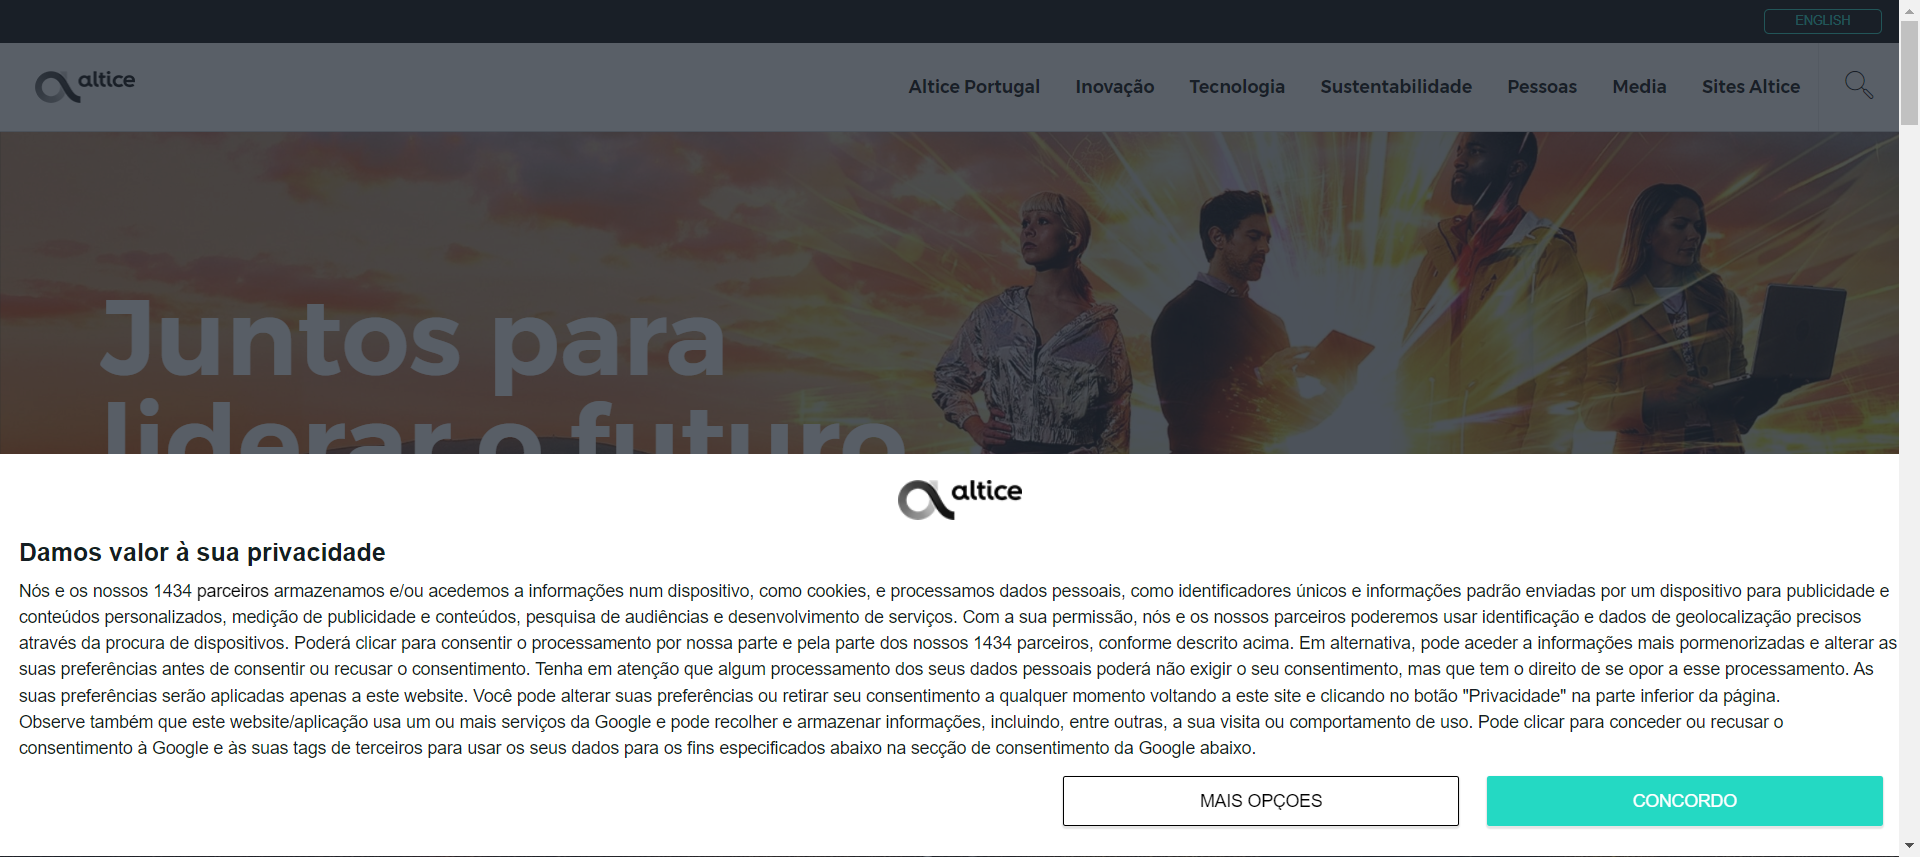 ENGLISH
altice
Altice Portugal Inovação Tecnologia Sustentabilidade Pessoas Media Sites Altice
Juntos para
liderar o futuro
altice
Damos valor à sua privacidade
Nós e os nossos 1434 parceiros armazenamos e/ou acedemos a informações num dispositivo, como cookies, e processamos dados pessoais, como identificadores únicos e informações padrão enviadas por um dispositivo para publicidade e
conteúdos personalizados, medição de publicidade e conteúdos, pesquisa de audiências e desenvolvimento de serviços. Com a sua permissão, nós e os nossos parceiros poderemos usar identificação e dados de geolocalização precisos
através da procura de dispositivos. Poderá clicar para consentir o processamento por nossa parte e pela parte dos nossos 1434 parceiros, conforme descrito acima. Em alternativa, pode aceder a informações mais pormenorizadas e alterar as
suas preferências antes de consentir ou recusar o consentimento. Tenha em atenção que algum processamento dos seus dados pessoais poderá não exigir o seu consentimento, mas que tem o direito de se opor a esse processamento. As
suas preferências serão aplicadas apenas a este website. Você pode alterar suas preferências ou retirar seu consentimento a qualquer momento voltando a este site e clicando no botão "Privacidade" na parte inferior da página.
Observe também que este website/aplicação usa um ou mais serviços da Google e pode recolher e armazenar informações, incluindo, entre outras, a sua visita ou comportamento de uso. Pode clicar para conceder ou recusar o
consentimento à Google e às suas tags de terceiros para usar os seus dados para os fins especificados abaixo na secção de consentimento da Google abaixo.
MAIS OPÇOES CONCORDO